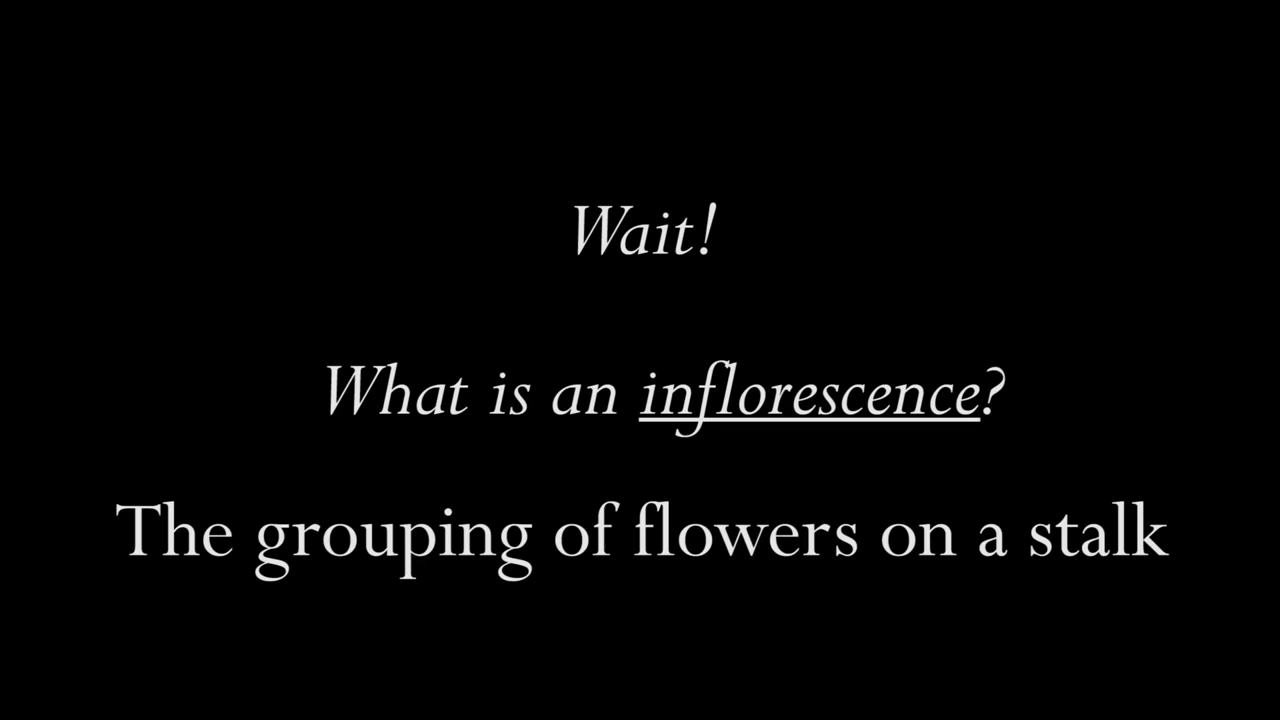 Wait!
What is an inflorescence?
The grouping of flowers on a stalk